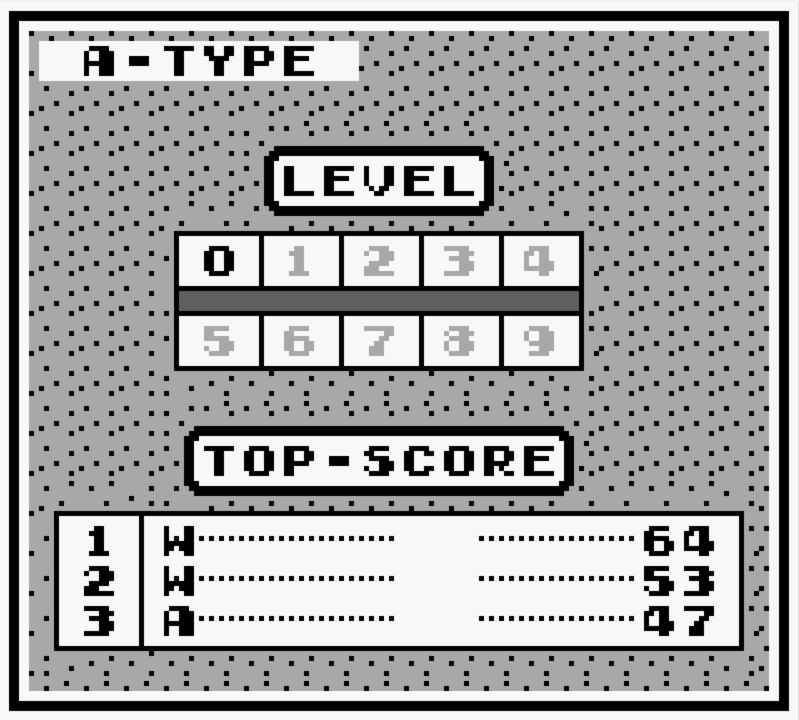 A-TYPE
LEVEL
0 1 2 3 4
5 6 7 8 9
TOP-SCORE
1 W 64
2 W 53
3 A 47